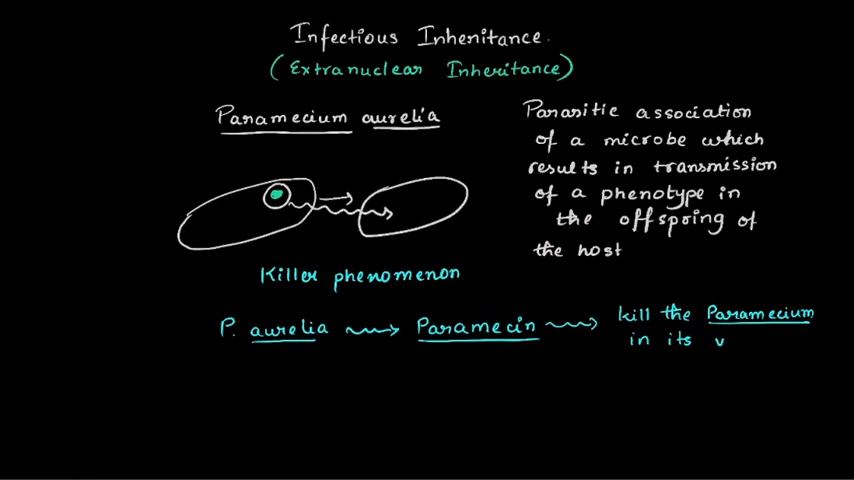 Infectious Inheritance.
(Extranuclear Inheritance)
Paramecium aurelia
Parasitic association
of a microbe which
results in transmission
of a phenotype in
the offspring of
the host
Killer phenomenon
P. aurelia Paramecin kill the Paramecium
in its v